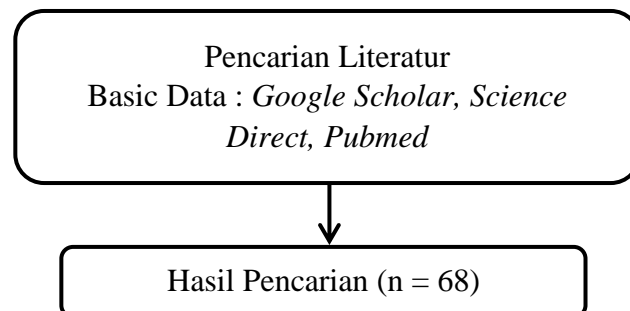 Pencarian Literatur
Basic Data : Google Scholar, Science
Direct, Pubmed
Hasil Pencarian (n = 68)